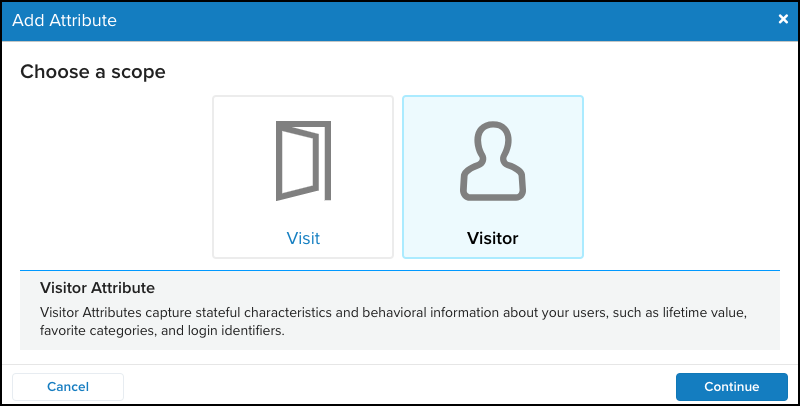 Add Attribute
Choose a scope
Visit
Visitor
Visitor Attribute
Visitor Attributes capture stateful characteristics and behavioral information about your users, such as lifetime value,
favorite categories, and login identifiers.
Cancel
Continue